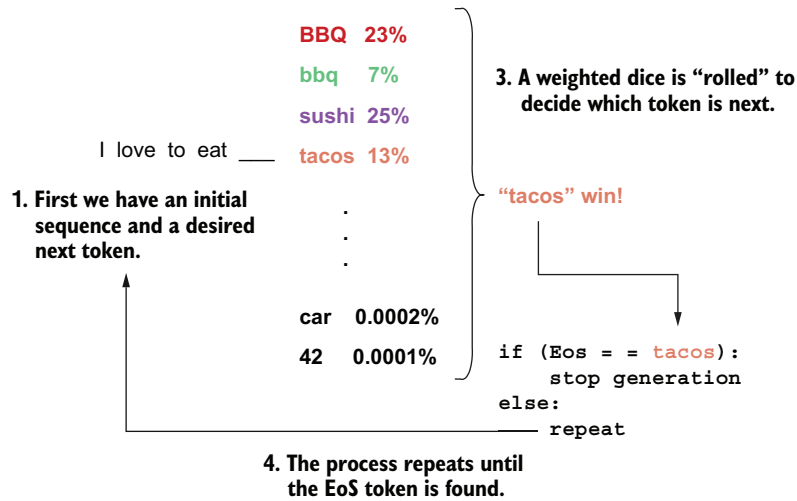 BBQ 23%
bbq 7%
sushi 25%
I love to eat ___ tacos 13%
.
.
.
car 0.0002%
42 0.0001%
1. First we have an initial
sequence and a desired
next token.
3. A weighted dice is “rolled” to
decide which token is next.
“tacos” win!
if (Eos = = tacos):
stop generation
else:
repeat
4. The process repeats until
the EoS token is found.